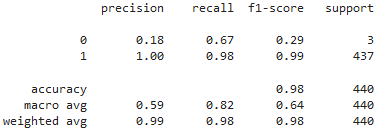 precision recall f1-score support
0 0.18 0.67 0.29 3
1 1.00 0.98 0.99 437
accuracy 0.98 440
macro avg 0.59 0.82 0.64 440
weighted avg 0.99 0.98 0.98 440